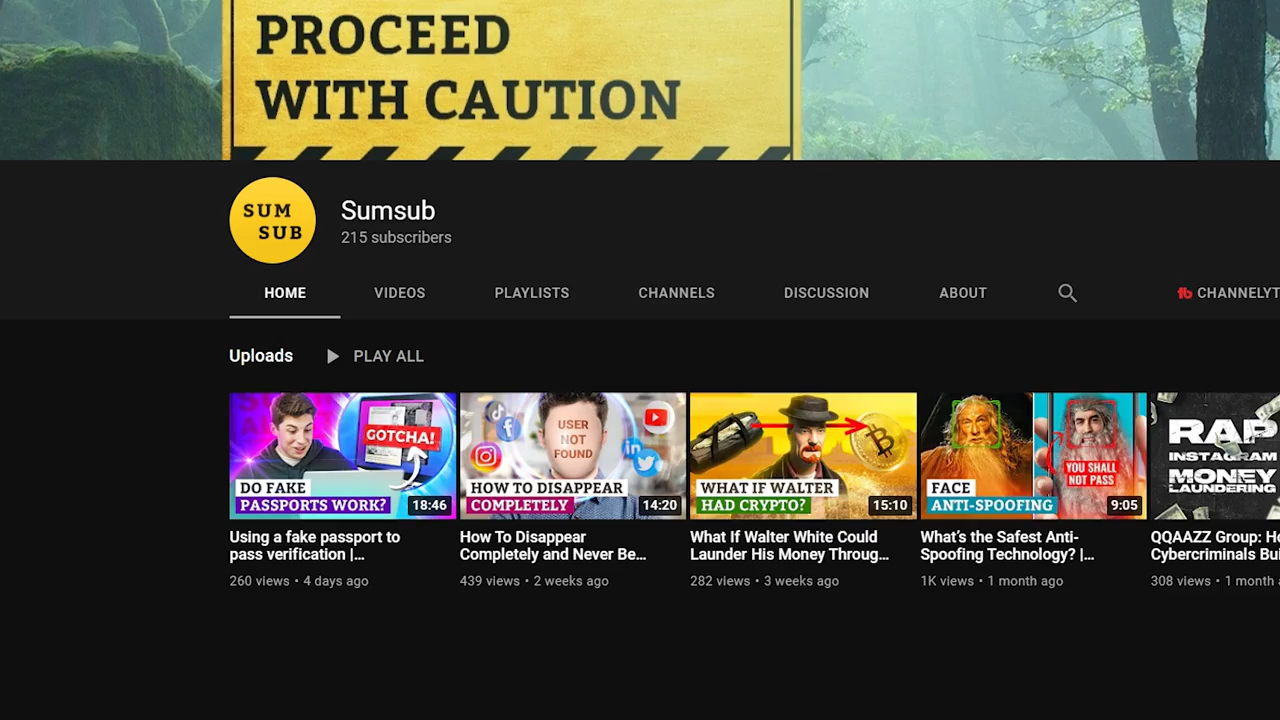 PROCEED
WITH CAUTION
SUM
SUB
Sumsub
215 subscribers
HOME VIDEOS PLAYLISTS CHANNELS DISCUSSION ABOUT CHANNELYT
Uploads PLAY ALL
GOTCHA!
DO FAKE
PASSPORTS WORK?
18:46
USER
NOT
FOUND
HOW TO DISAPPEAR
COMPLETELY
14:20
WHAT IF WALTER
HAD CRYPTO?
15:10
YOU SHALL
NOT PASS
FACE
ANTI-SPOOFING
9:05
RAP
INSTAGRAM
MONEY
LAUNDERING
Using a fake passport to
pass verification |...
260 views • 4 days ago
How To Disappear
Completely and Never Be...
439 views • 2 weeks ago
What If Walter White Could
Launder His Money Throug...
282 views • 3 weeks ago
What's the Safest Anti-
Spoofing Technology? |...
1K views • 1 month ago
QQAAZZ Group: Ho
Cybercriminals Bui
308 views • 1 month a